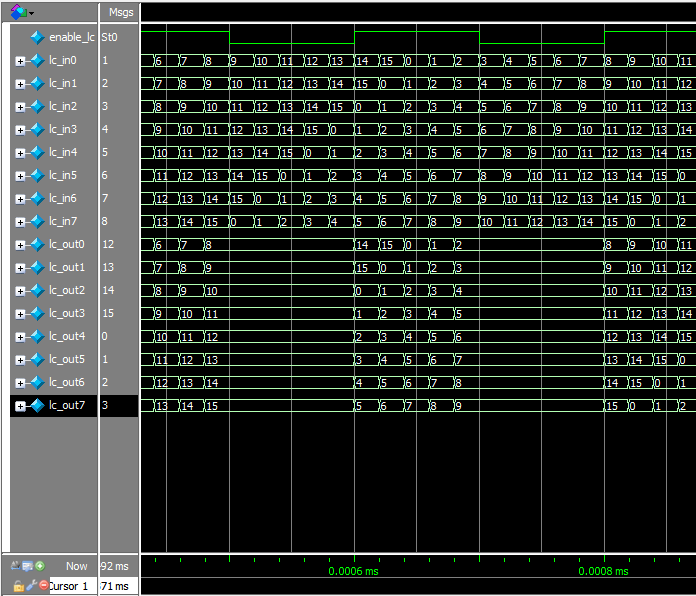 Msgs
enable_lc St0
lc_in0 1 6 7 8 9 10 11 12 13 14 15 0 1 2 3 4 5 6 7 8 9 10 11
lc_in1 2 7 8 9 10 11 12 13 14 15 0 1 2 3 4 5 6 7 8 9 10 11 12
lc_in2 3 8 9 10 11 12 13 14 15 0 1 2 3 4 5 6 7 8 9 10 11 12 13
lc_in3 4 9 10 11 12 13 14 15 0 1 2 3 4 5 6 7 8 9 10 11 12 13 14
lc_in4 5 10 11 12 13 14 15 0 1 2 3 4 5 6 7 8 9 10 11 12 13 14 15
lc_in5 6 11 12 13 14 15 0 1 2 3 4 5 6 7 8 9 10 11 12 13 14 15 0
lc_in6 7 12 13 14 15 0 1 2 3 4 5 6 7 8 9 10 11 12 13 14 15 0 1
lc_in7 8 13 14 15 0 1 2 3 4 5 6 7 8 9 10 11 12 13 14 15 0 1 2
lc_out0 12 6 7 8 14 15 0 1 2 8 9 10 11
lc_out1 13 7 8 9 15 0 1 2 3 9 10 11 12
lc_out2 14 8 9 10 0 1 2 3 4 10 11 12 13
lc_out3 15 9 10 11 1 2 3 4 5 11 12 13 14
lc_out4 0 10 11 12 2 3 4 5 6 12 13 14 15
lc_out5 1 11 12 13 3 4 5 6 7 13 14 15 0
lc_out6 2 12 13 14 4 5 6 7 8 14 15 0 1
lc_out7 3 13 14 15 5 6 7 8 9 15 0 1 2
Now 92 ms 0.0006 ms 0.0008 ms
Cursor 1 71 ms